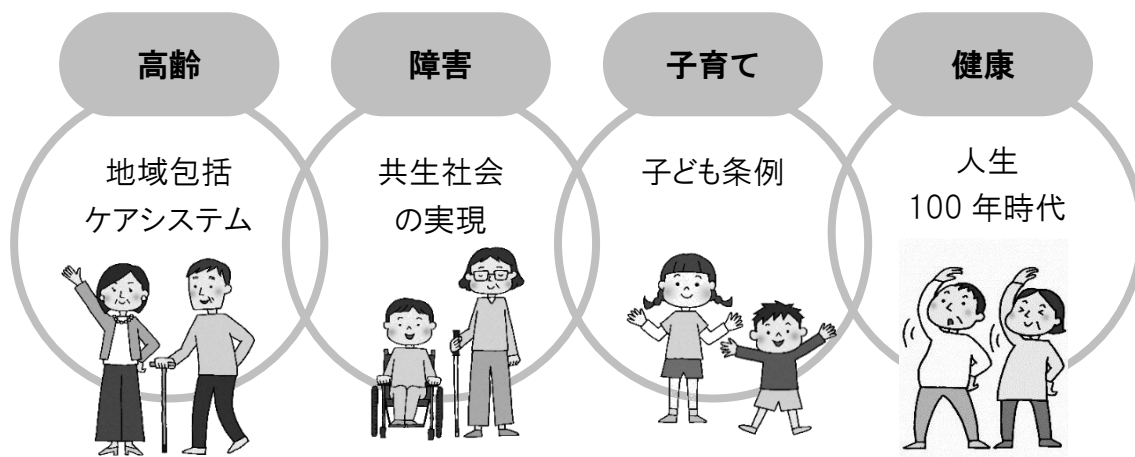 高齢
障害
子育て
健康
地域包括
ケアシステム
共生社会
の実現
子ども条例
人生
100 年時代